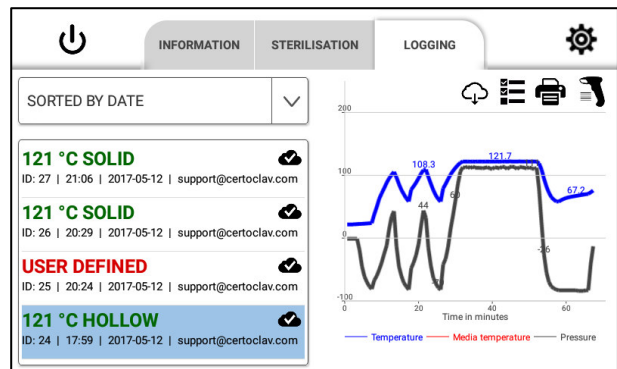 INFORMATION STERILISATION LOGGING
SORTED BY DATE
121 °C SOLID
ID: 27 | 21:06 | 2017-05-12 | support@certoclav.com
121 °C SOLID
ID: 26 | 20:29 | 2017-05-12 | support@certoclav.com
USER DEFINED
ID: 25 | 20:24 | 2017-05-12 | support@certoclav.com
121 °C HOLLOW
ID: 24 | 17:59 | 2017-05-12 | support@certoclav.com
200
108.3
121.7
100
67.2
60
44
0
-26
-100
0 20 40 60
Time in minutes
Temperature Media temperature Pressure